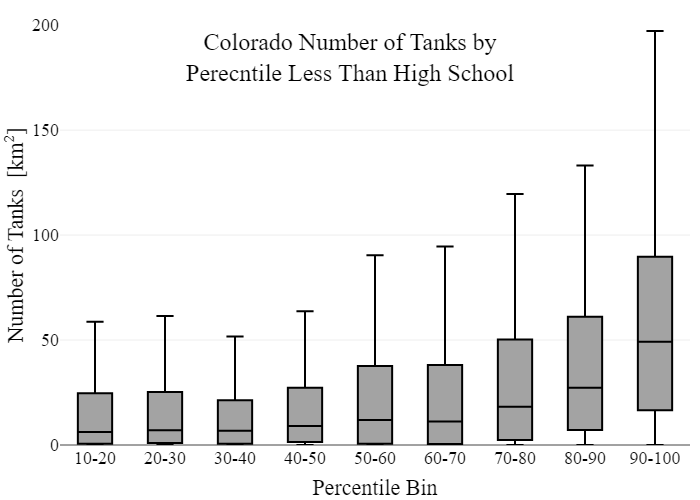 Colorado Number of Tanks by
Perecntile Less Than High School
Number of Tanks [km²]
200
150
100
50
0
10-20 20-30 30-40 40-50 50-60 60-70 70-80 80-90 90-100
Percentile Bin